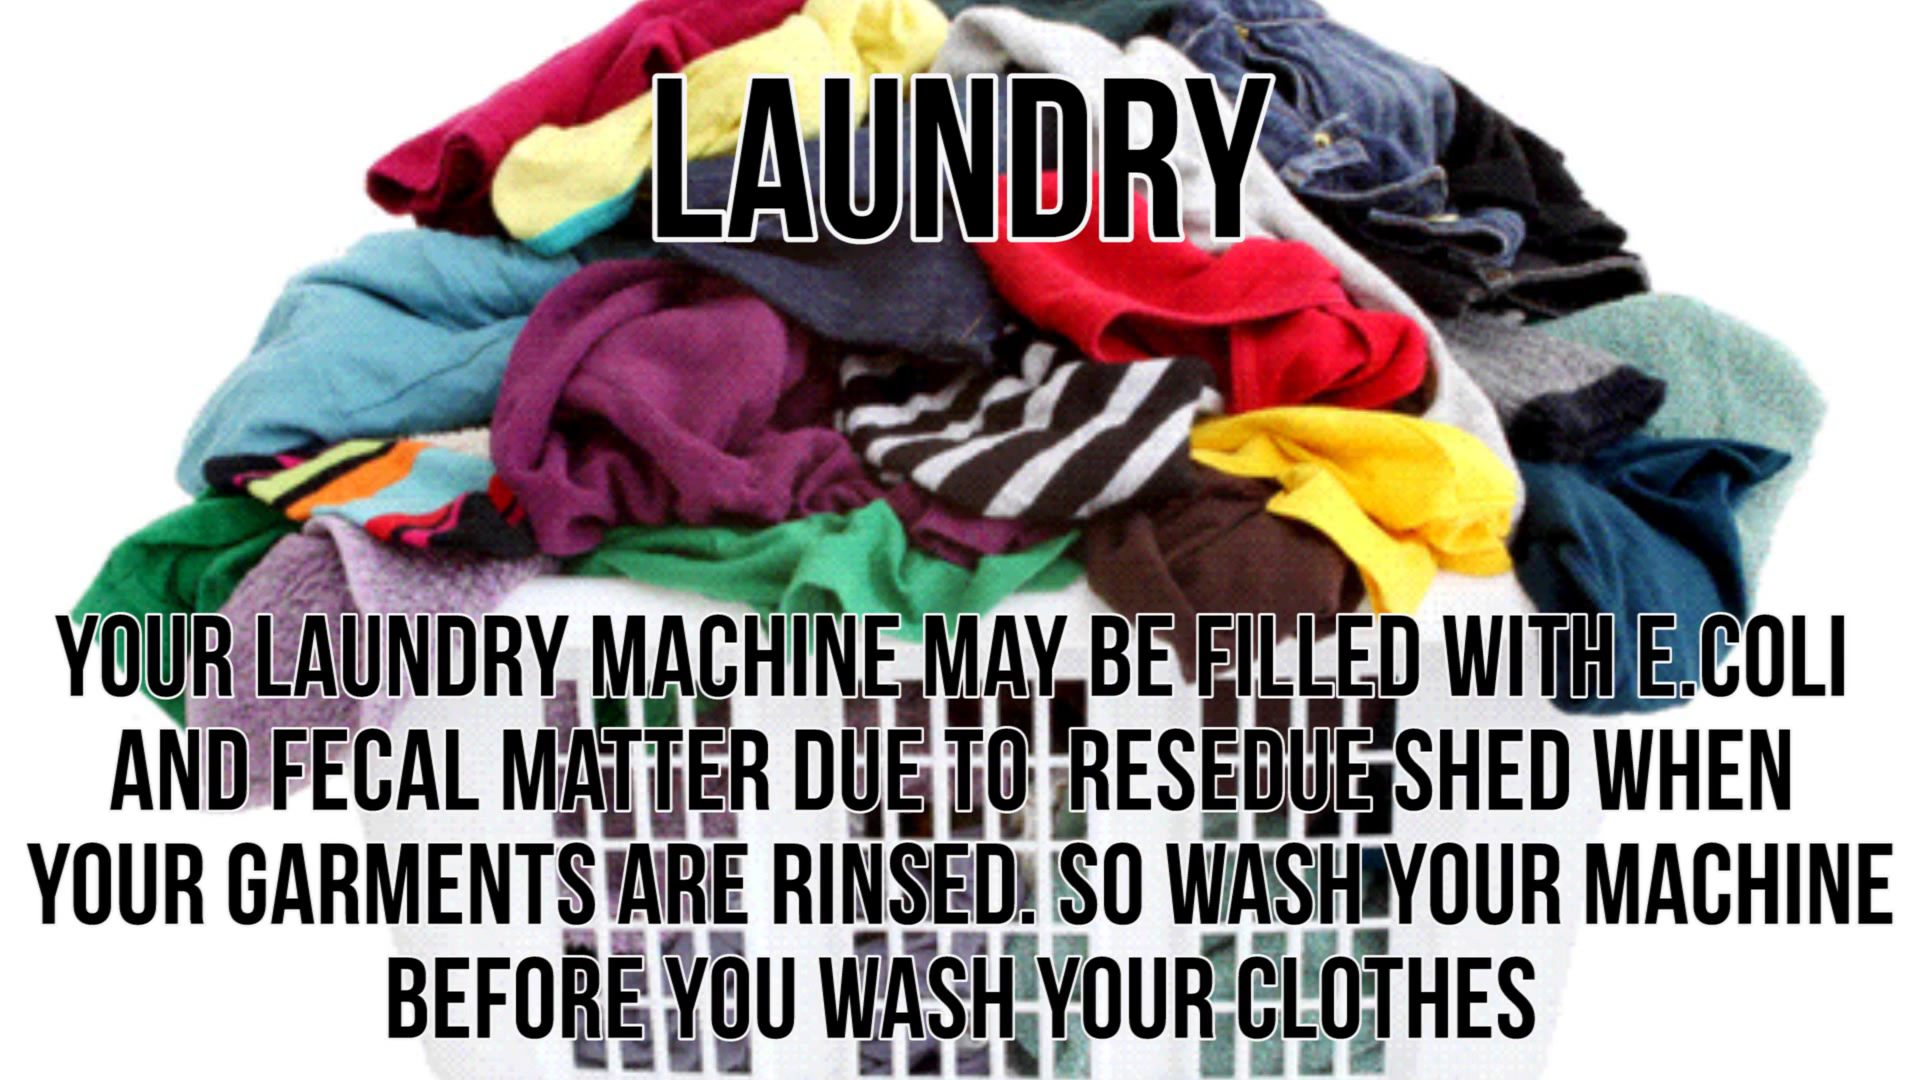 LAUNDRY
YOUR LAUNDRY MACHINE MAY BE FILLED WITH E.COLI
AND FECAL MATTER DUE TO RESEDUE SHED WHEN
YOUR GARMENTS ARE RINSED. SO WASH YOUR MACHINE
BEFORE YOU WASH YOUR CLOTHES